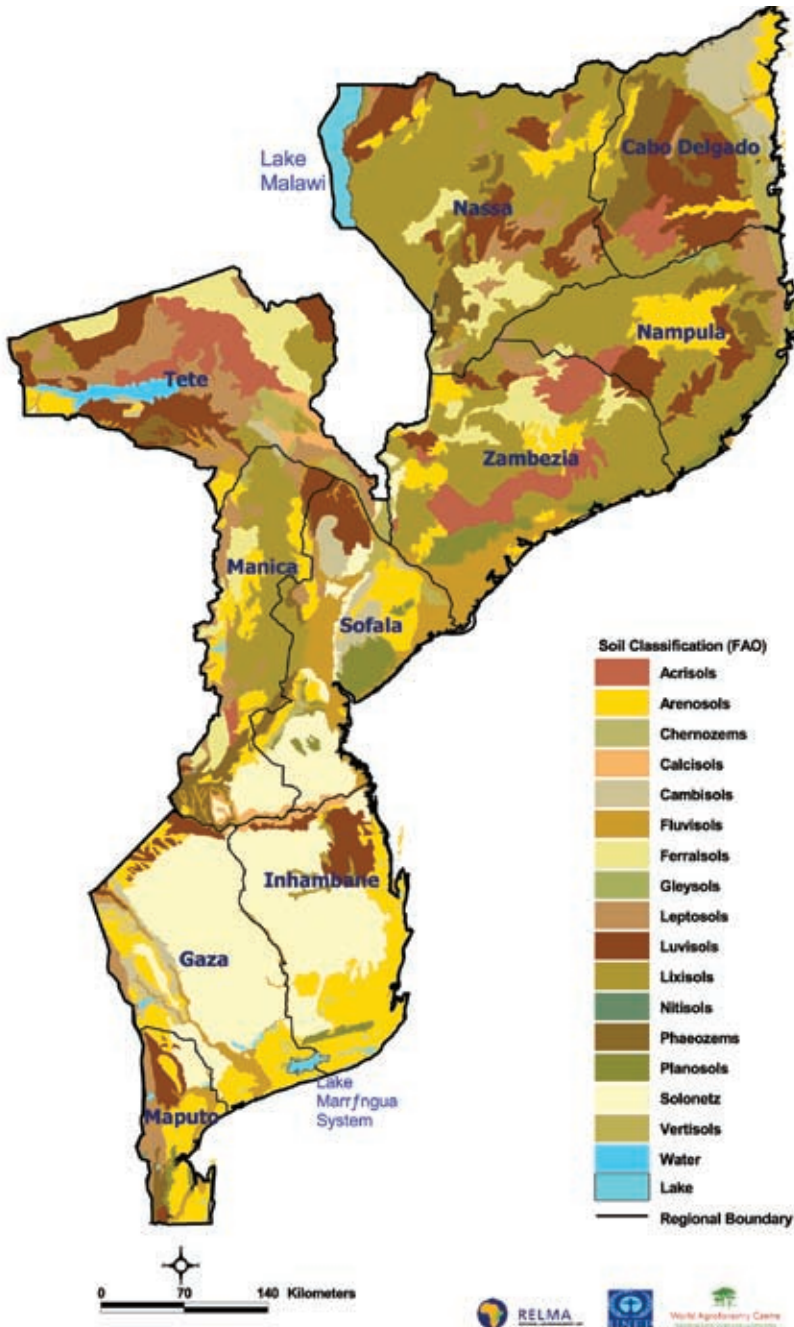 Lake
Malawi
Nassa
Cabo Delgado
Nampula
Tete
Zambezia
Manica
Sofala
Inhambane
Gaza
Maputo
Lake
Marrƒngua
System
Soil Classification (FAO)
Acrisols
Arenosols
Chernozems
Calcisols
Cambisols
Fluvisols
Ferralsols
Gleysols
Leptosols
Luvisols
Lixisols
Nitisols
Phaeozems
Planosols
Solonetz
Vertisols
Water
Lake
Regional Boundary
0 70 140 Kilometers
RELMA
UNEP
World Agroforestry Centre